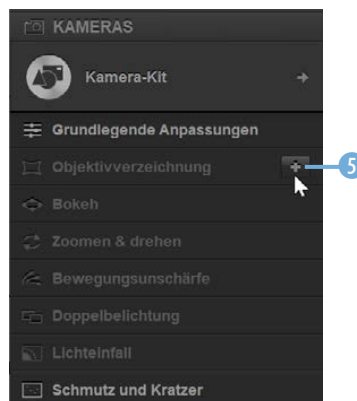 KAMERAS
Kamera-Kit
Grundlegende Anpassungen
Objektivverzeichnung
5
Bokeh
Zoomen & drehen
Bewegungsunschärfe
Doppelbelichtung
Lichteinfall
Schmutz und Kratzer